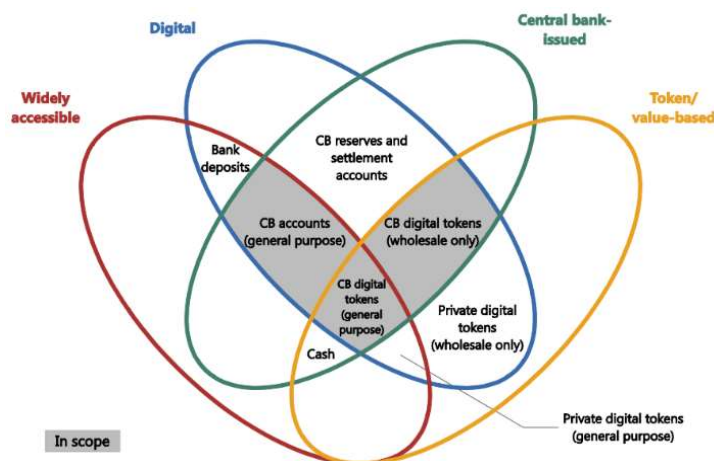 Digital
Central bank-
issued
Widely
accessible
Token/
value-based
Bank
deposits
CB reserves and
settlement
accounts
CB accounts
(general purpose)
CB digital tokens
(wholesale only)
CB digital
tokens
(general
purpose)
Private digital
tokens
(wholesale only)
Cash
Private digital tokens
(general purpose)
In scope